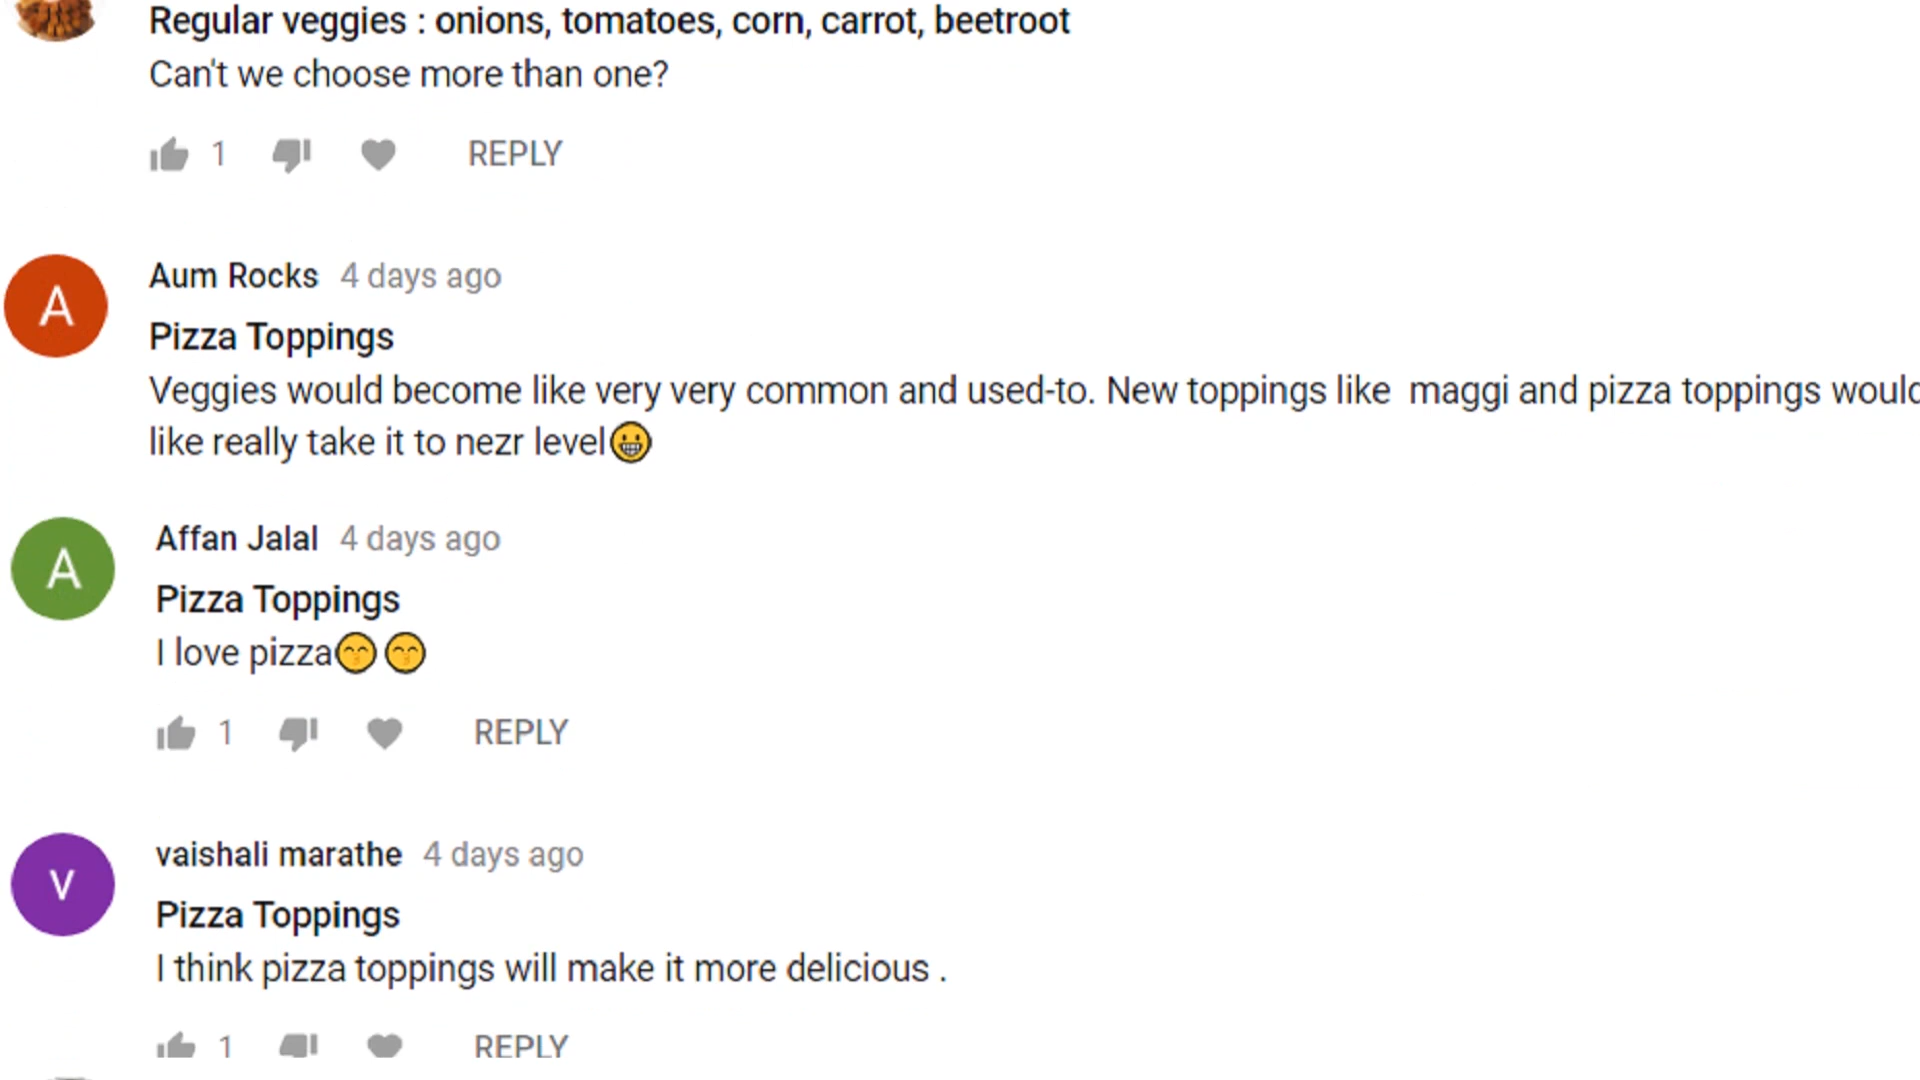 Regular veggies : onions, tomatoes, corn, carrot, beetroot
Can't we choose more than one?
1 REPLY
A
Aum Rocks 4 days ago
Pizza Toppings
Veggies would become like very very common and used-to. New toppings like  maggi and pizza toppings would
like really take it to nezr level😀
A
Affan Jalal 4 days ago
Pizza Toppings
I love pizza😙😙
1 REPLY
v
vaishali marathe 4 days ago
Pizza Toppings
I think pizza toppings will make it more delicious .
1 REPLY